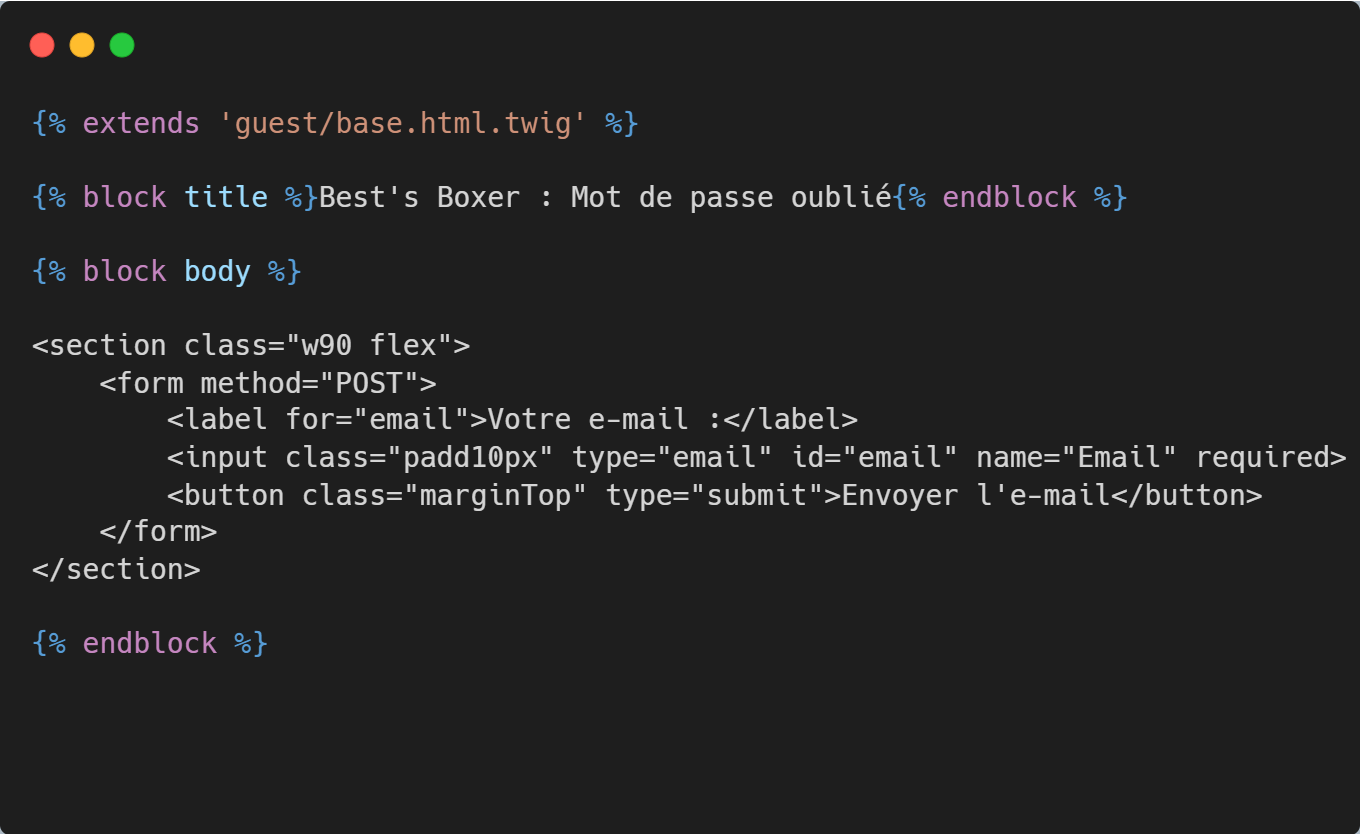 {% extends 'guest/base.html.twig' %}
{% block title %}Best's Boxer : Mot de passe oublié{% endblock %}
{% block body %}
<section class="w90 flex">
    <form method="POST">
        <label for="email">Votre e-mail :</label>
        <input class="padd10px" type="email" id="email" name="Email" required>
        <button class="marginTop" type="submit">Envoyer l'e-mail</button>
    </form>
</section>
{% endblock %}